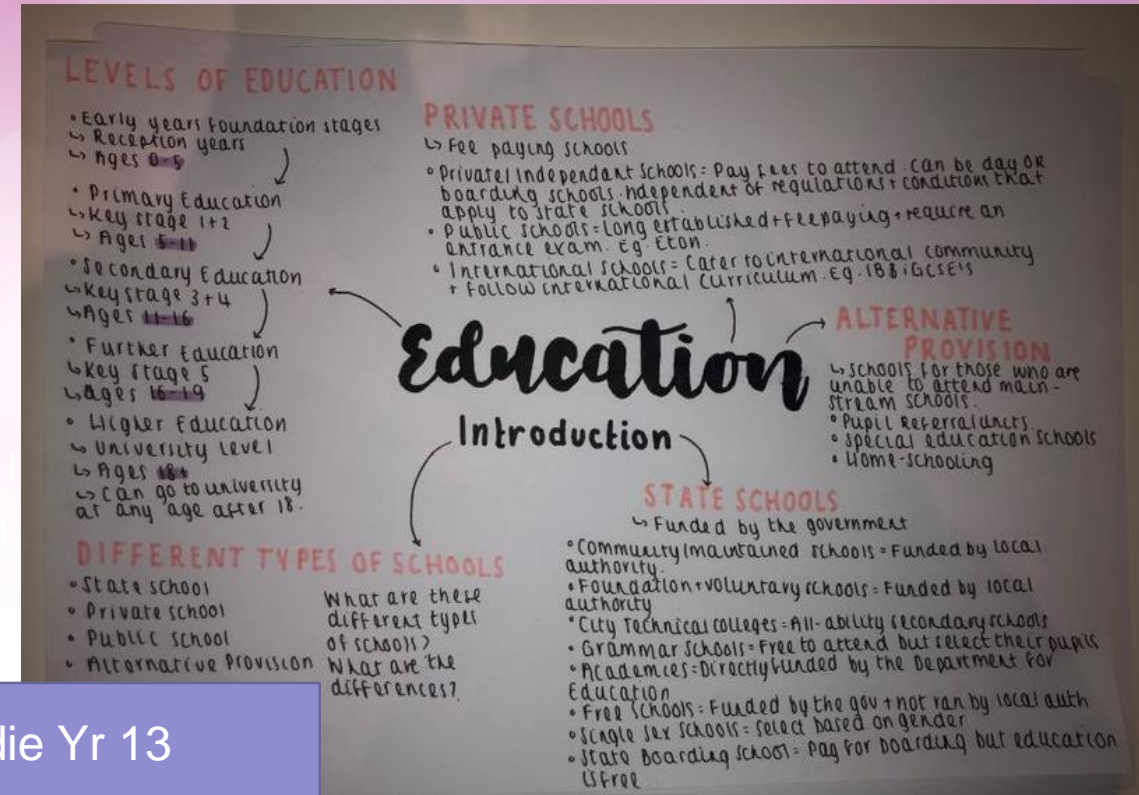 LEVELS OF EDUCATION
• Early years Foundation stages
↳ Reception years
↳ Ages 0-5
• Primary Education
↳ Key stage 1+2
↳ Ages 5-11
• Secondary Education
↳ Key stage 3+4
↳ Ages 11-16
• Further Education
↳ Key stage 5
↳ Ages 16-19
• Higher Education
↳ University level
↳ Ages 18+
↳ Can go to university
at any age after 18.
PRIVATE SCHOOLS
↳ Fee paying schools
• Private/Independant Schools = Pay fees to attend. can be day OR
boarding schools. ndependent of regulations + conditions that
apply to state schools.
• Public schools = Long established + feepaying + require an
entrance exam. Eg. Eton.
• International schools = Cater to international community
+ Follow international curriculum. Eg. IB & iGCSE's
Education
Introduction
ALTERNATIVE
PROVISION
↳ Schools for those who are
unable to attend main-
stream schools.
• Pupil Referral units.
• Special education schools
• Home-schooling
DIFFERENT TYPES OF SCHOOLS
• State school
• Private school
• Public school
• Alternative Provision
What are these
different types
of schools?
What are the
differences?
STATE SCHOOLS
↳ Funded by the government
• Community/maintained schools = Funded by local
authority.
• Foundation + voluntary schools = Funded by local
authority
• City Technical colleges = All-ability secondary schools
• Grammar schools = Free to attend but select their pupils
• Academies = Directly funded by the Department for
Education
• Free schools = Funded by the gov + not ran by local auth
• Single sex schools = select based on gender
• State Boarding school = Pay for boarding but education
is free
die Yr 13